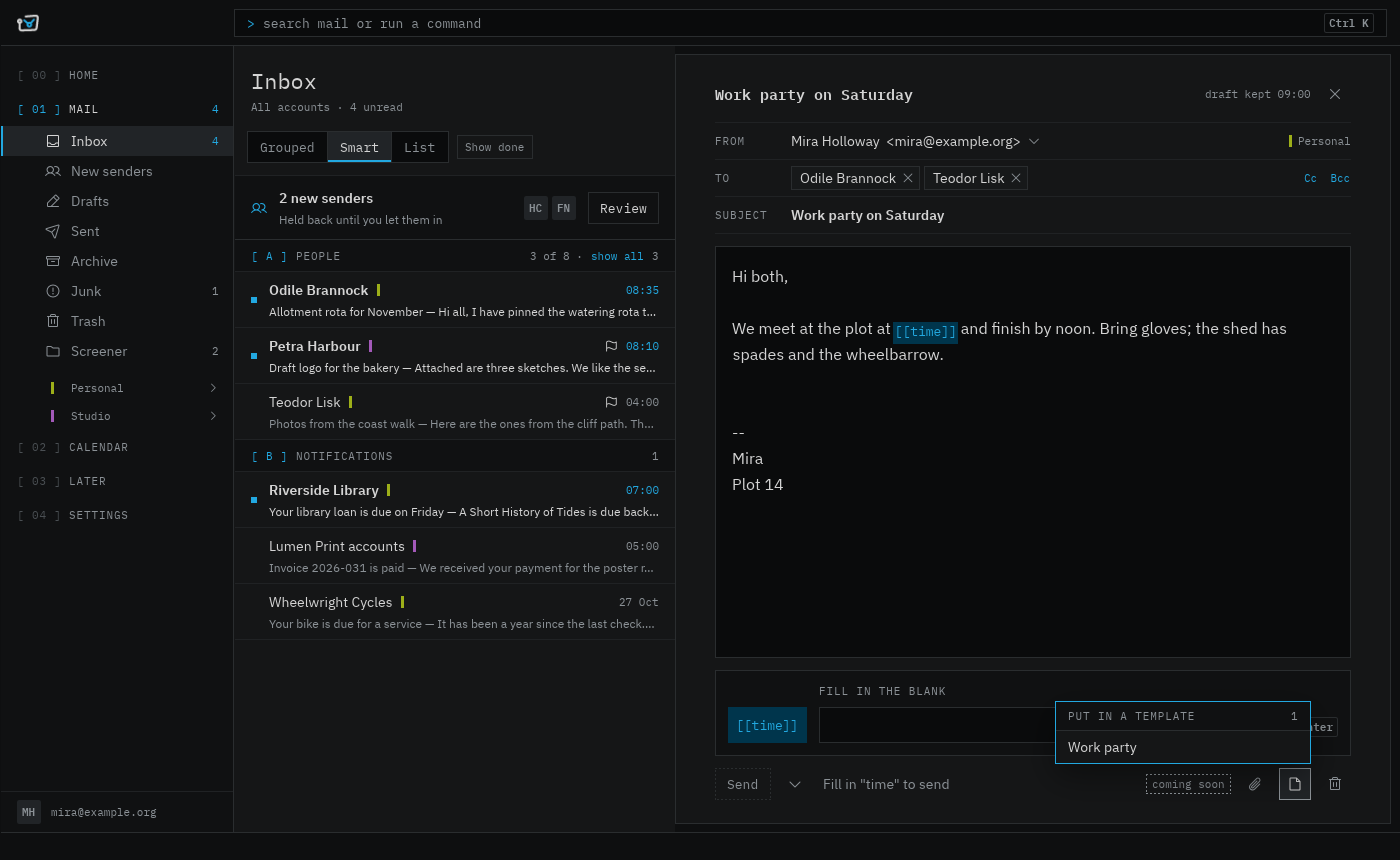 > search mail or run a command
Ctrl K
[ 00 ] HOME
[ 01 ] MAIL 4
Inbox 4
New senders
Drafts
Sent
Archive
Junk 1
Trash
Screener 2
Personal
Studio
[ 02 ] CALENDAR
[ 03 ] LATER
[ 04 ] SETTINGS
MH mira@example.org
Inbox
All accounts · 4 unread
Grouped Smart List Show done
2 new senders
Held back until you let them in
HC FN Review
[ A ] PEOPLE 3 of 8 · show all 3
Odile Brannock 08:35
Allotment rota for November — Hi all, I have pinned the watering rota t…
Petra Harbour 08:10
Draft logo for the bakery — Attached are three sketches. We like the se…
Teodor Lisk 04:00
Photos from the coast walk — Here are the ones from the cliff path. Th…
[ B ] NOTIFICATIONS 1
Riverside Library 07:00
Your library loan is due on Friday — A Short History of Tides is due back…
Lumen Print accounts 05:00
Invoice 2026-031 is paid — We received your payment for the poster r…
Wheelwright Cycles 27 Oct
Your bike is due for a service — It has been a year since the last check.…
Work party on Saturday
draft kept 09:00
FROM Mira Holloway <mira@example.org> Personal
TO Odile Brannock Teodor Lisk Cc Bcc
SUBJECT Work party on Saturday
Hi both,
We meet at the plot at [[time]] and finish by noon. Bring gloves; the shed has
spades and the wheelbarrow.
--
Mira
Plot 14
FILL IN THE BLANK
[[time]]
PUT IN A TEMPLATE 1
Work party
Send Fill in "time" to send coming soon